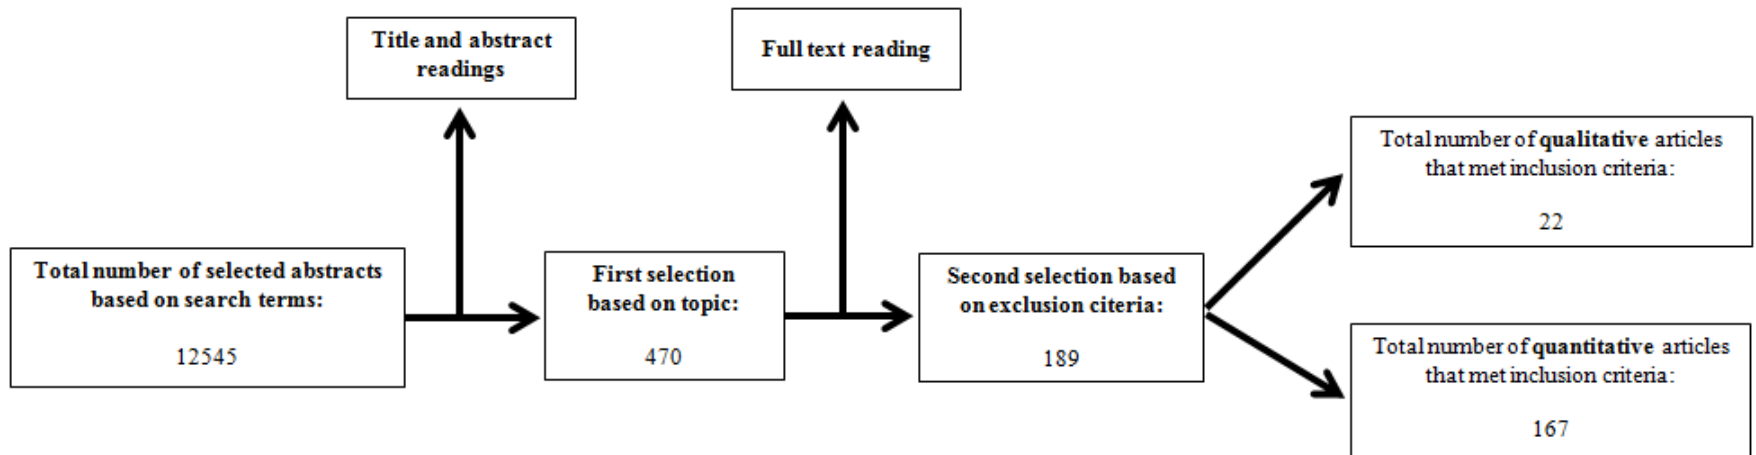 Title and abstract
readings
Full text reading
Total number of selected abstracts
based on search terms:
12545
First selection
based on topic:
470
Second selection based
on exclusion citeria:
189
Total number of qualitative articles
that met inclusion criteria:
22
Total number of quantitative articles
that met inclusion criteria:
167